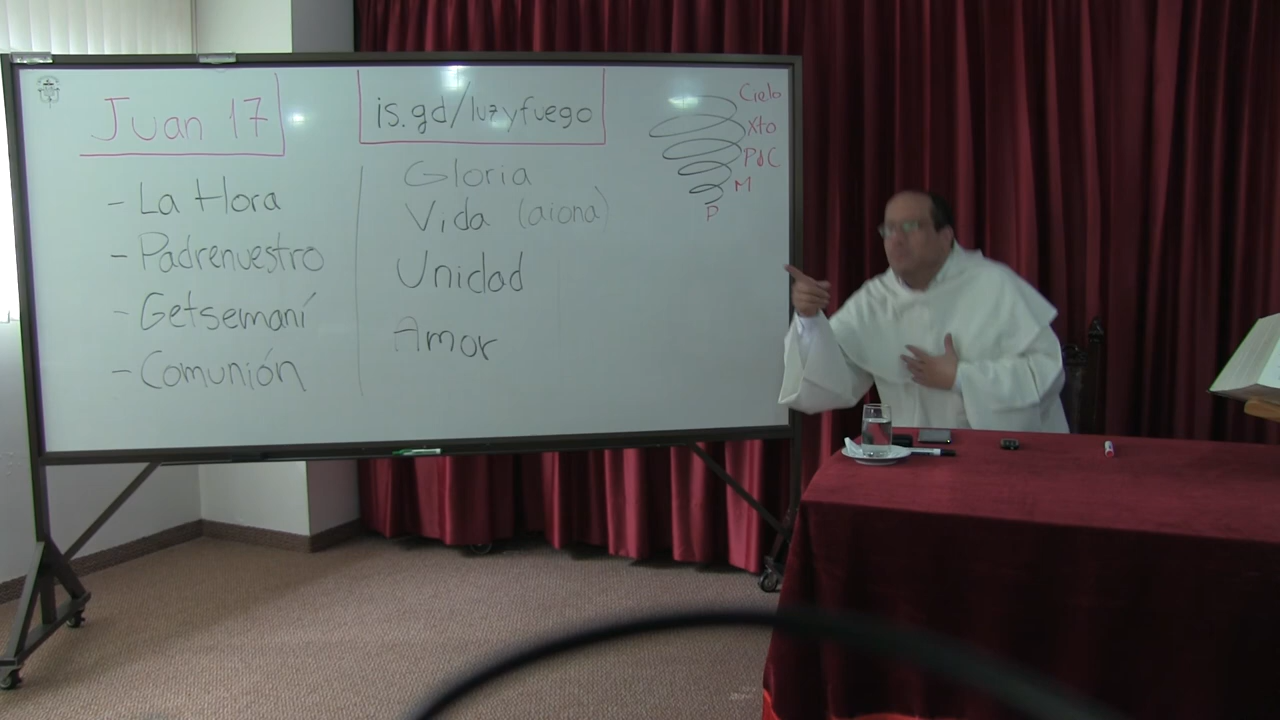 Juan 17
- La Hora
- Padrenuestro
- Getsemaní
- Comunión
is.gd/luzyfuego
Gloria
Vida (aiona)
Unidad
Amor
Cielo
Xto
PdC
M
P